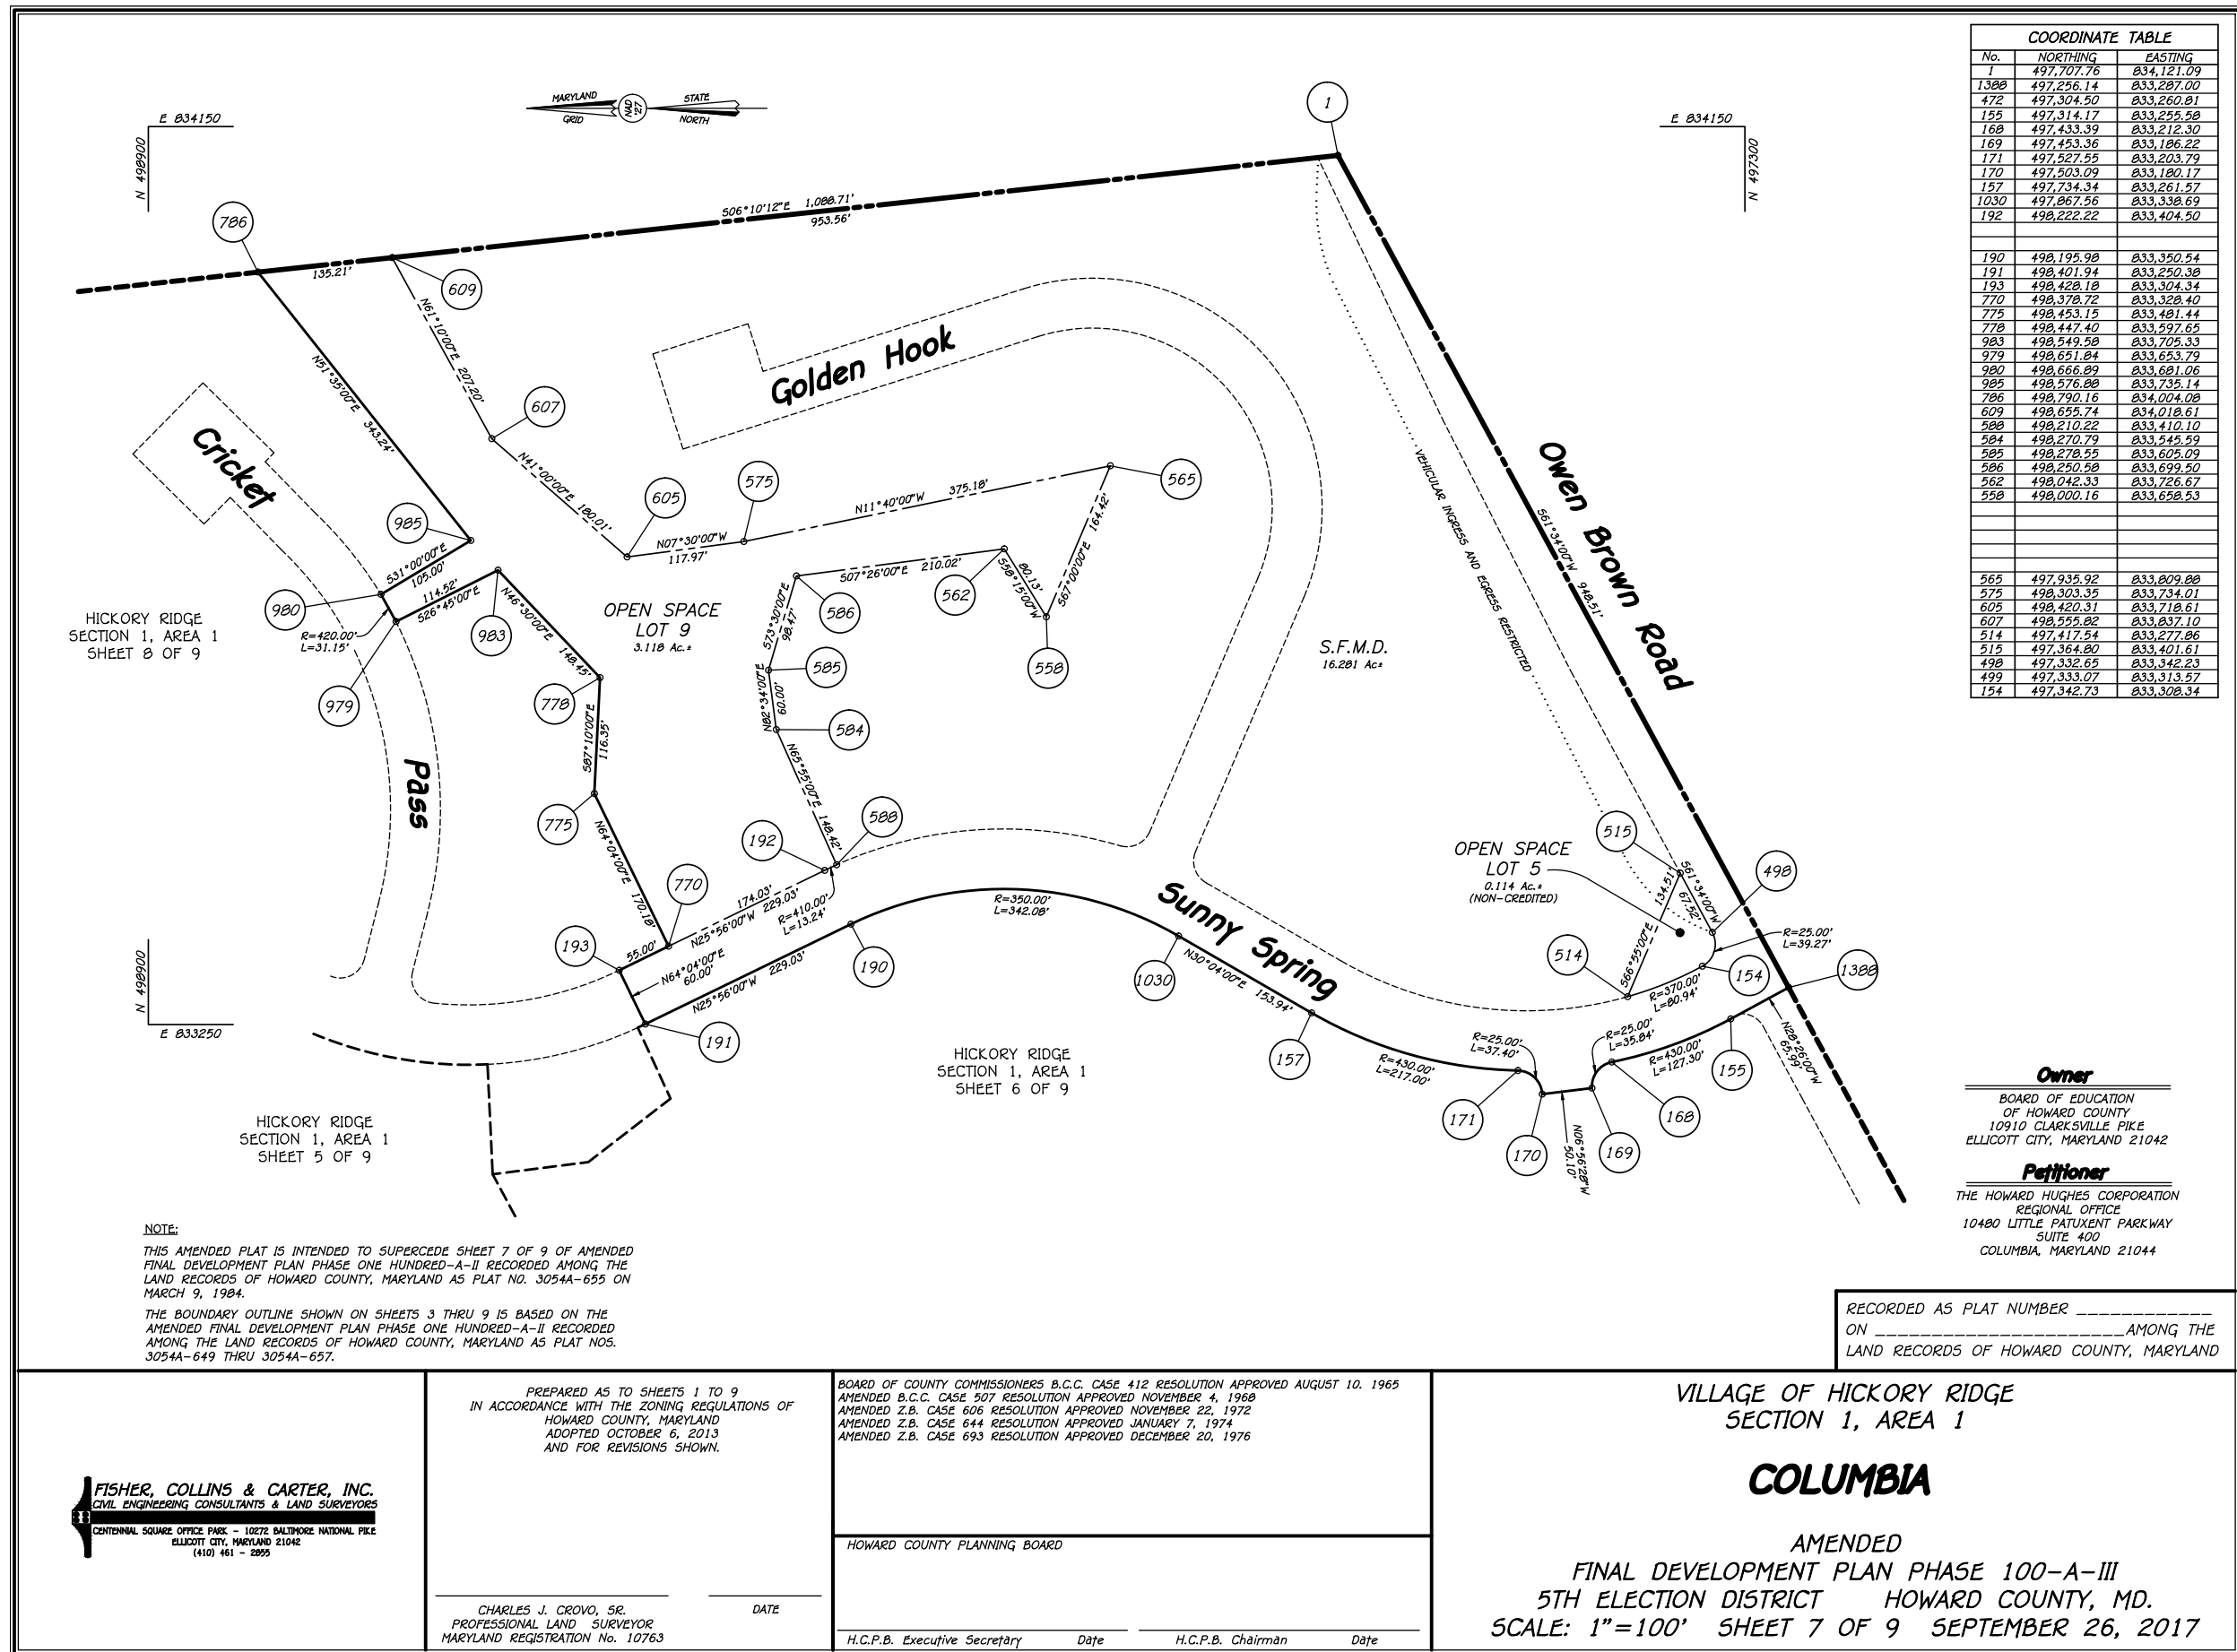 COORDINATE TABLE
No. NORTHING EASTING
1 497,707.76 834,121.09
1388 497,256.14 833,287.00
472 497,304.50 833,260.81
155 497,314.17 833,255.58
168 497,433.39 833,212.30
169 497,453.36 833,186.22
171 497,527.55 833,203.79
170 497,503.09 833,180.17
157 497,734.34 833,261.57
1030 497,867.56 833,338.69
192 498,222.22 833,404.50
190 498,195.98 833,350.54
191 498,401.94 833,250.38
193 498,428.18 833,304.34
770 498,378.72 833,328.40
775 498,453.15 833,481.44
778 498,447.40 833,597.65
983 498,549.58 833,705.33
979 498,651.84 833,653.79
980 498,666.89 833,681.06
985 498,576.88 833,735.14
786 498,790.16 834,004.08
609 498,655.74 834,018.61
588 498,210.22 833,410.10
584 498,270.79 833,545.59
585 498,278.55 833,605.09
586 498,250.58 833,699.50
562 498,042.33 833,726.67
558 498,000.16 833,658.53
565 497,935.92 833,809.88
575 498,303.35 833,734.01
605 498,420.31 833,718.61
607 498,555.82 833,837.10
514 497,417.54 833,277.86
515 497,364.80 833,401.61
498 497,332.65 833,342.23
499 497,333.07 833,313.57
154 497,342.73 833,308.34
E 834150
N 498900
MARYLAND STATE
NAD '27
GRID NORTH
1
E 834150
N 497300
786
S06°10'12"E 1,088.71'
953.56'
135.21'
609
N61°10'00"E 207.20'
N51°35'00"E 343.24'
607
Golden Hook
Cricket
N41°00'00"E 180.01'
605
575
N11°40'00"W 375.18'
565
N07°30'00"W
117.97'
985
S31°00'00"E
105.00'
114.52'
S26°45'00"E
980
R=420.00'
L=31.15'
983
N46°30'00"E 148.45'
979
778
HICKORY RIDGE
SECTION 1, AREA 1
SHEET 8 OF 9
OPEN SPACE
LOT 9
3.118 Ac.±
S07°26'00"E 210.02'
562
80.13'
S58°15'00"W
S67°00'00"E 164.42'
558
586
S73°30'00"E
98.47'
585
N82°34'00"E
60.00'
584
S.F.M.D.
16.281 Ac±
VEHICULAR INGRESS AND EGRESS RESTRICTED
Owen Brown Road
S61°34'00"W 948.51'
Pass
S87°10'00"E
116.35'
775
N64°04'00"E 170.18'
N65°55'00"E 148.42'
192
588
770
174.03'
N25°56'00"W 229.03'
R=410.00'
L=13.24'
193
55.00'
N64°04'00"E
60.00'
N25°56'00"W 229.03'
190
191
R=350.00'
L=342.08'
1030
Sunny Spring
N30°04'00"E 153.94'
157
R=430.00'
L=217.00'
R=25.00'
L=37.40'
171
170
N06°56'28"W
50.10'
169
168
R=25.00'
L=35.84'
R=430.00'
L=127.30'
155
N28°26'00"W
65.99'
1388
OPEN SPACE
LOT 5
0.114 Ac.±
(NON-CREDITED)
515
498
S61°34'00"W
67.52'
134.51'
S66°55'00"E
514
R=25.00'
L=39.27'
154
R=370.00'
L=80.94'
N 498900
E 833250
HICKORY RIDGE
SECTION 1, AREA 1
SHEET 5 OF 9
HICKORY RIDGE
SECTION 1, AREA 1
SHEET 6 OF 9
Owner
BOARD OF EDUCATION
OF HOWARD COUNTY
10910 CLARKSVILLE PIKE
ELLICOTT CITY, MARYLAND 21042
Petitioner
THE HOWARD HUGHES CORPORATION
REGIONAL OFFICE
10480 LITTLE PATUXENT PARKWAY
SUITE 400
COLUMBIA, MARYLAND 21044
NOTE:
THIS AMENDED PLAT IS INTENDED TO SUPERCEDE SHEET 7 OF 9 OF AMENDED
FINAL DEVELOPMENT PLAN PHASE ONE HUNDRED-A-II RECORDED AMONG THE
LAND RECORDS OF HOWARD COUNTY, MARYLAND AS PLAT NO. 3054A-655 ON
MARCH 9, 1984.
THE BOUNDARY OUTLINE SHOWN ON SHEETS 3 THRU 9 IS BASED ON THE
AMENDED FINAL DEVELOPMENT PLAN PHASE ONE HUNDRED-A-II RECORDED
AMONG THE LAND RECORDS OF HOWARD COUNTY, MARYLAND AS PLAT NOS.
3054A-649 THRU 3054A-657.
RECORDED AS PLAT NUMBER ____________
ON ______________________ AMONG THE
LAND RECORDS OF HOWARD COUNTY, MARYLAND
FISHER, COLLINS & CARTER, INC.
CIVIL ENGINEERING CONSULTANTS & LAND SURVEYORS
CENTENNIAL SQUARE OFFICE PARK - 10272 BALTIMORE NATIONAL PIKE
ELLICOTT CITY, MARYLAND 21042
(410) 461 - 2855
PREPARED AS TO SHEETS 1 TO 9
IN ACCORDANCE WITH THE ZONING REGULATIONS OF
HOWARD COUNTY, MARYLAND
ADOPTED OCTOBER 6, 2013
AND FOR REVISIONS SHOWN.
CHARLES J. CROVO, SR. DATE
PROFESSIONAL LAND SURVEYOR
MARYLAND REGISTRATION No. 10763
BOARD OF COUNTY COMMISSIONERS B.C.C. CASE 412 RESOLUTION APPROVED AUGUST 10. 1965
AMENDED B.C.C. CASE 507 RESOLUTION APPROVED NOVEMBER 4, 1968
AMENDED Z.B. CASE 606 RESOLUTION APPROVED NOVEMBER 22, 1972
AMENDED Z.B. CASE 644 RESOLUTION APPROVED JANUARY 7, 1974
AMENDED Z.B. CASE 693 RESOLUTION APPROVED DECEMBER 20, 1976
HOWARD COUNTY PLANNING BOARD
H.C.P.B. Executive Secretary Date H.C.P.B. Chairman Date
VILLAGE OF HICKORY RIDGE
SECTION 1, AREA 1
COLUMBIA
AMENDED
FINAL DEVELOPMENT PLAN PHASE 100-A-III
5TH ELECTION DISTRICT HOWARD COUNTY, MD.
SCALE: 1"=100' SHEET 7 OF 9 SEPTEMBER 26, 2017